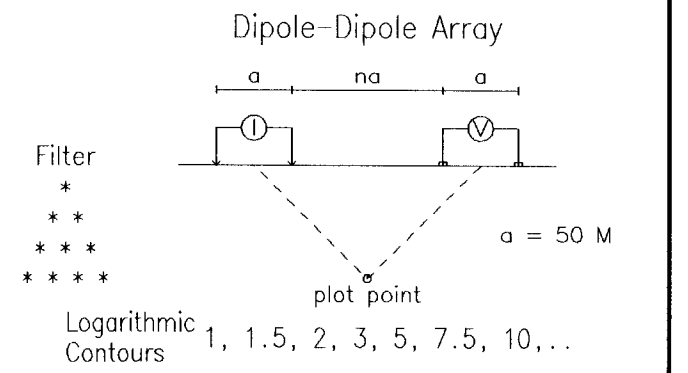 Dipole-Dipole Array
a na a
I V
Filter
*
* *
* * *
* * * *
a = 50 M
plot point
Logarithmic
Contours 1, 1.5, 2, 3, 5, 7.5, 10,..